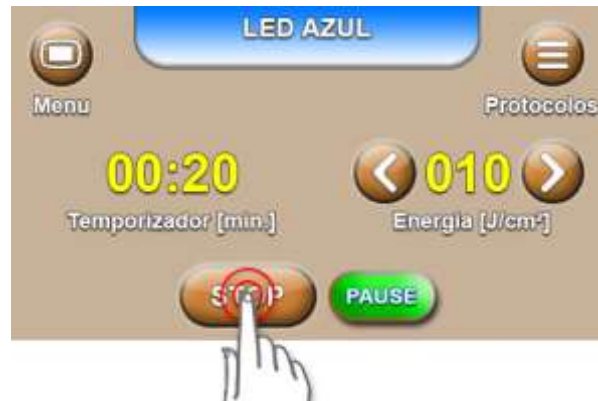 LED AZUL
Menu
Protocolos
00:20
010
Temporizador [min.]
Energia [J/cm²]
STOP
PAUSE